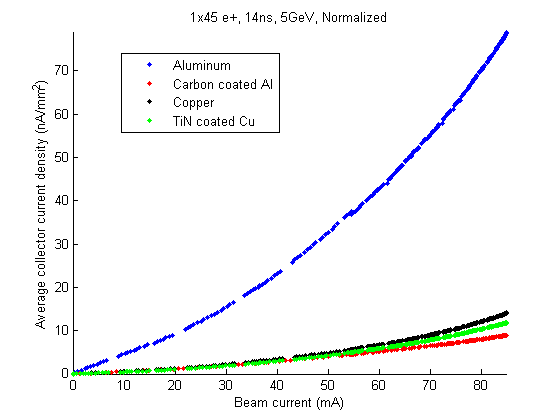 1x45 e+, 14ns, 5GeV, Normalized
Average collector current density (nA/mm²)
70
60
50
40
30
20
10
0
Aluminum
Carbon coated Al
Copper
TiN coated Cu
0 10 20 30 40 50 60 70 80
Beam current (mA)